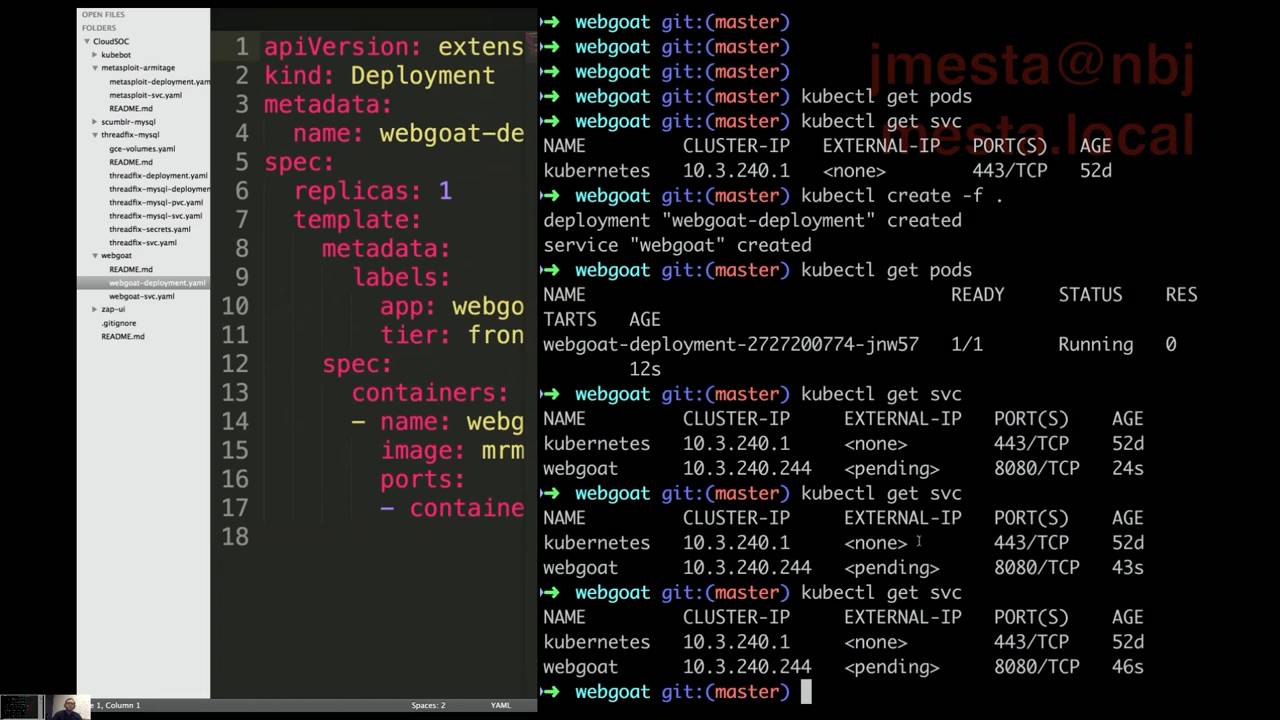 OPEN FILES
FOLDERS
CloudSOC
kubebot
metasploit-armitage
metasploit-deployment.yam
metasploit-svc.yaml
README.md
scumblr-mysql
threadfix-mysql
gce-volumes.yaml
README.md
threadfix-deployment.yaml
threadfix-mysql-deploymen
threadfix-mysql-pvc.yaml
threadfix-mysql-svc.yaml
threadfix-secrets.yaml
threadfix-svc.yaml
webgoat
README.md
webgoat-deployment.yaml
webgoat-svc.yaml
zap-ui
.gitignore
README.md
1 apiVersion: extens
2 kind: Deployment
3 metadata:
4 name: webgoat-de
5 spec:
6 replicas: 1
7 template:
8 metadata:
9 labels:
10 app: webgo
11 tier: fron
12 spec:
13 containers:
14 - name: webg
15 image: mrm
16 ports:
17 - containe
18
e 1, Column 1 Spaces: 2 YAML
jmesta@nbj
mesta.local
➜ webgoat git:(master)
➜ webgoat git:(master)
➜ webgoat git:(master)
➜ webgoat git:(master) kubectl get pods
➜ webgoat git:(master) kubectl get svc
NAME CLUSTER-IP EXTERNAL-IP PORT(S) AGE
kubernetes 10.3.240.1 <none> 443/TCP 52d
➜ webgoat git:(master) kubectl create -f .
deployment "webgoat-deployment" created
service "webgoat" created
➜ webgoat git:(master) kubectl get pods
NAME READY STATUS RES
TARTS AGE
webgoat-deployment-2727200774-jnw57 1/1 Running 0
12s
➜ webgoat git:(master) kubectl get svc
NAME CLUSTER-IP EXTERNAL-IP PORT(S) AGE
kubernetes 10.3.240.1 <none> 443/TCP 52d
webgoat 10.3.240.244 <pending> 8080/TCP 24s
➜ webgoat git:(master) kubectl get svc
NAME CLUSTER-IP EXTERNAL-IP PORT(S) AGE
kubernetes 10.3.240.1 <none> 443/TCP 52d
webgoat 10.3.240.244 <pending> 8080/TCP 43s
➜ webgoat git:(master) kubectl get svc
NAME CLUSTER-IP EXTERNAL-IP PORT(S) AGE
kubernetes 10.3.240.1 <none> 443/TCP 52d
webgoat 10.3.240.244 <pending> 8080/TCP 46s
➜ webgoat git:(master)